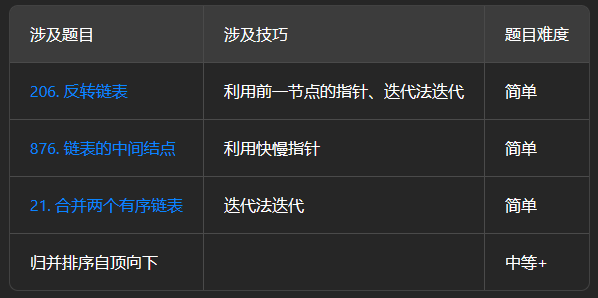 涉及题目 涉及技巧 题目难度
206. 反转链表 利用前一节点的指针、迭代法迭代 简单
876. 链表的中间结点 利用快慢指针 简单
21. 合并两个有序链表 迭代法迭代 简单
归并排序自顶向下 中等+